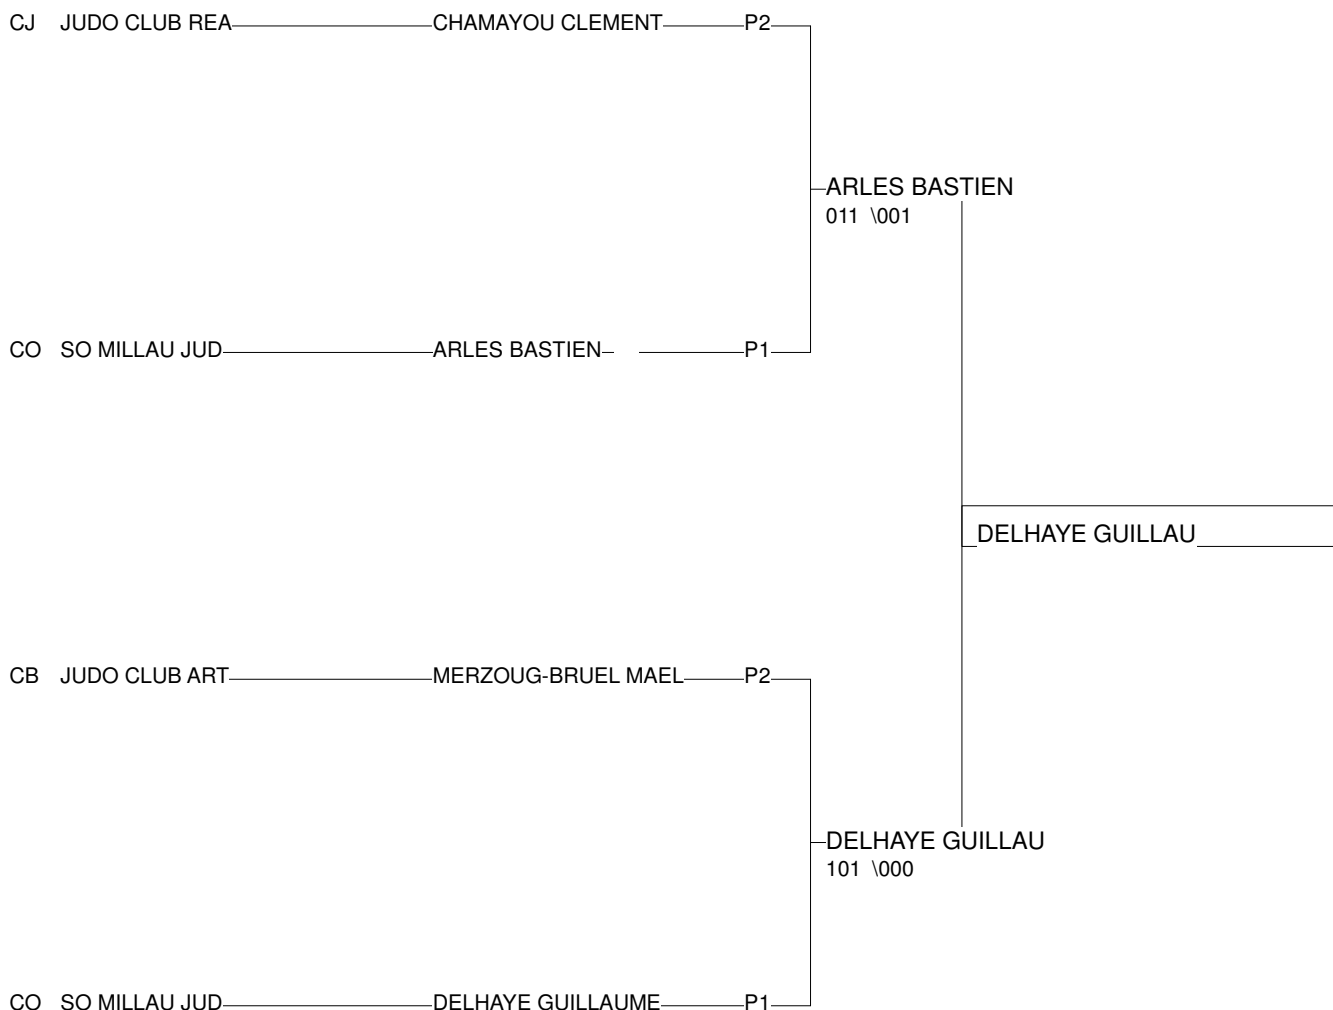 CJ JUDO CLUB REA CHAMAYOU CLEMENT P2
ARLES BASTIEN
011 \001
CO SO MILLAU JUD ARLES BASTIEN P1
DELHAYE GUILLAU
CB JUDO CLUB ART MERZOUG-BRUEL MAEL P2
DELHAYE GUILLAU
101 \000
CO SO MILLAU JUD DELHAYE GUILLAUME P1